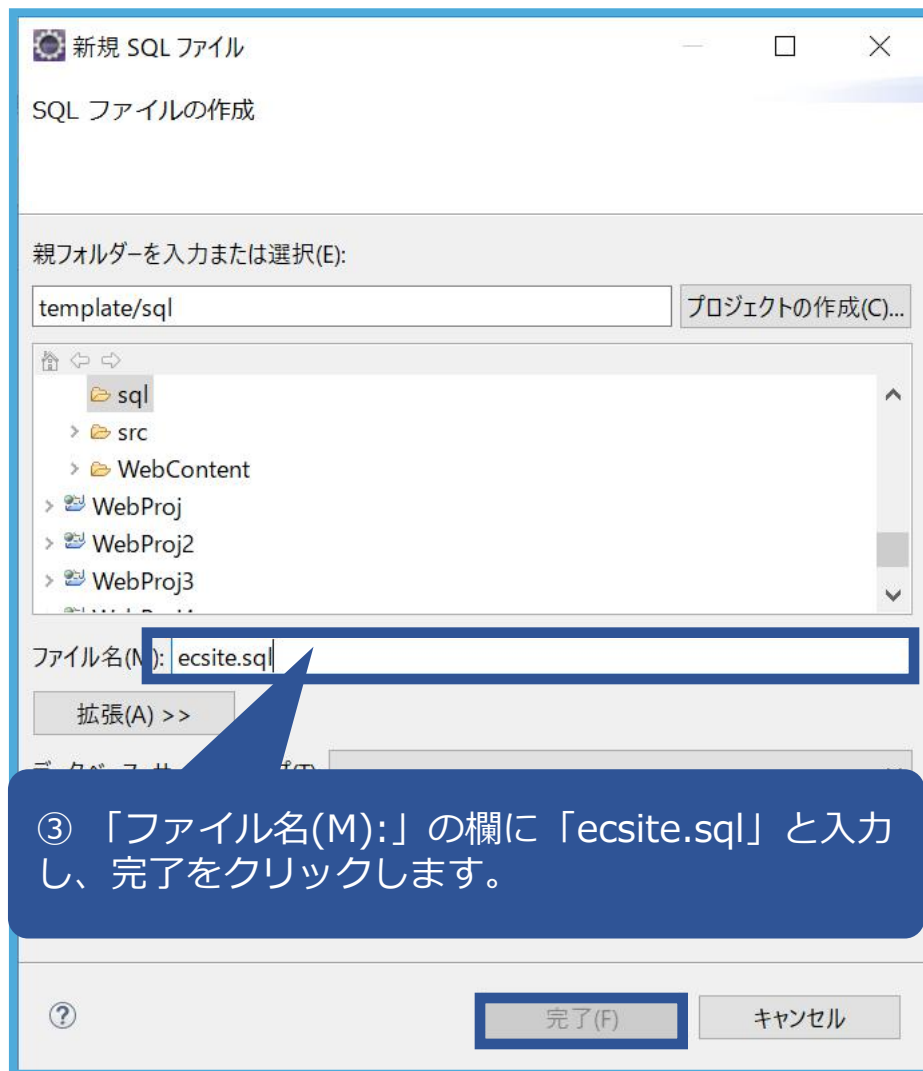 新規 SQL ファイル
SQL ファイルの作成
親フォルダーを入力または選択(E):
template/sql
プロジェクトの作成(C)...
sql
src
WebContent
WebProj
WebProj2
WebProj3
ファイル名(M): ecsite.sql
拡張(A) >>
③ 「ファイル名(M):」の欄に「ecsite.sql」と入力
し、完了をクリックします。
完了(F)
キャンセル